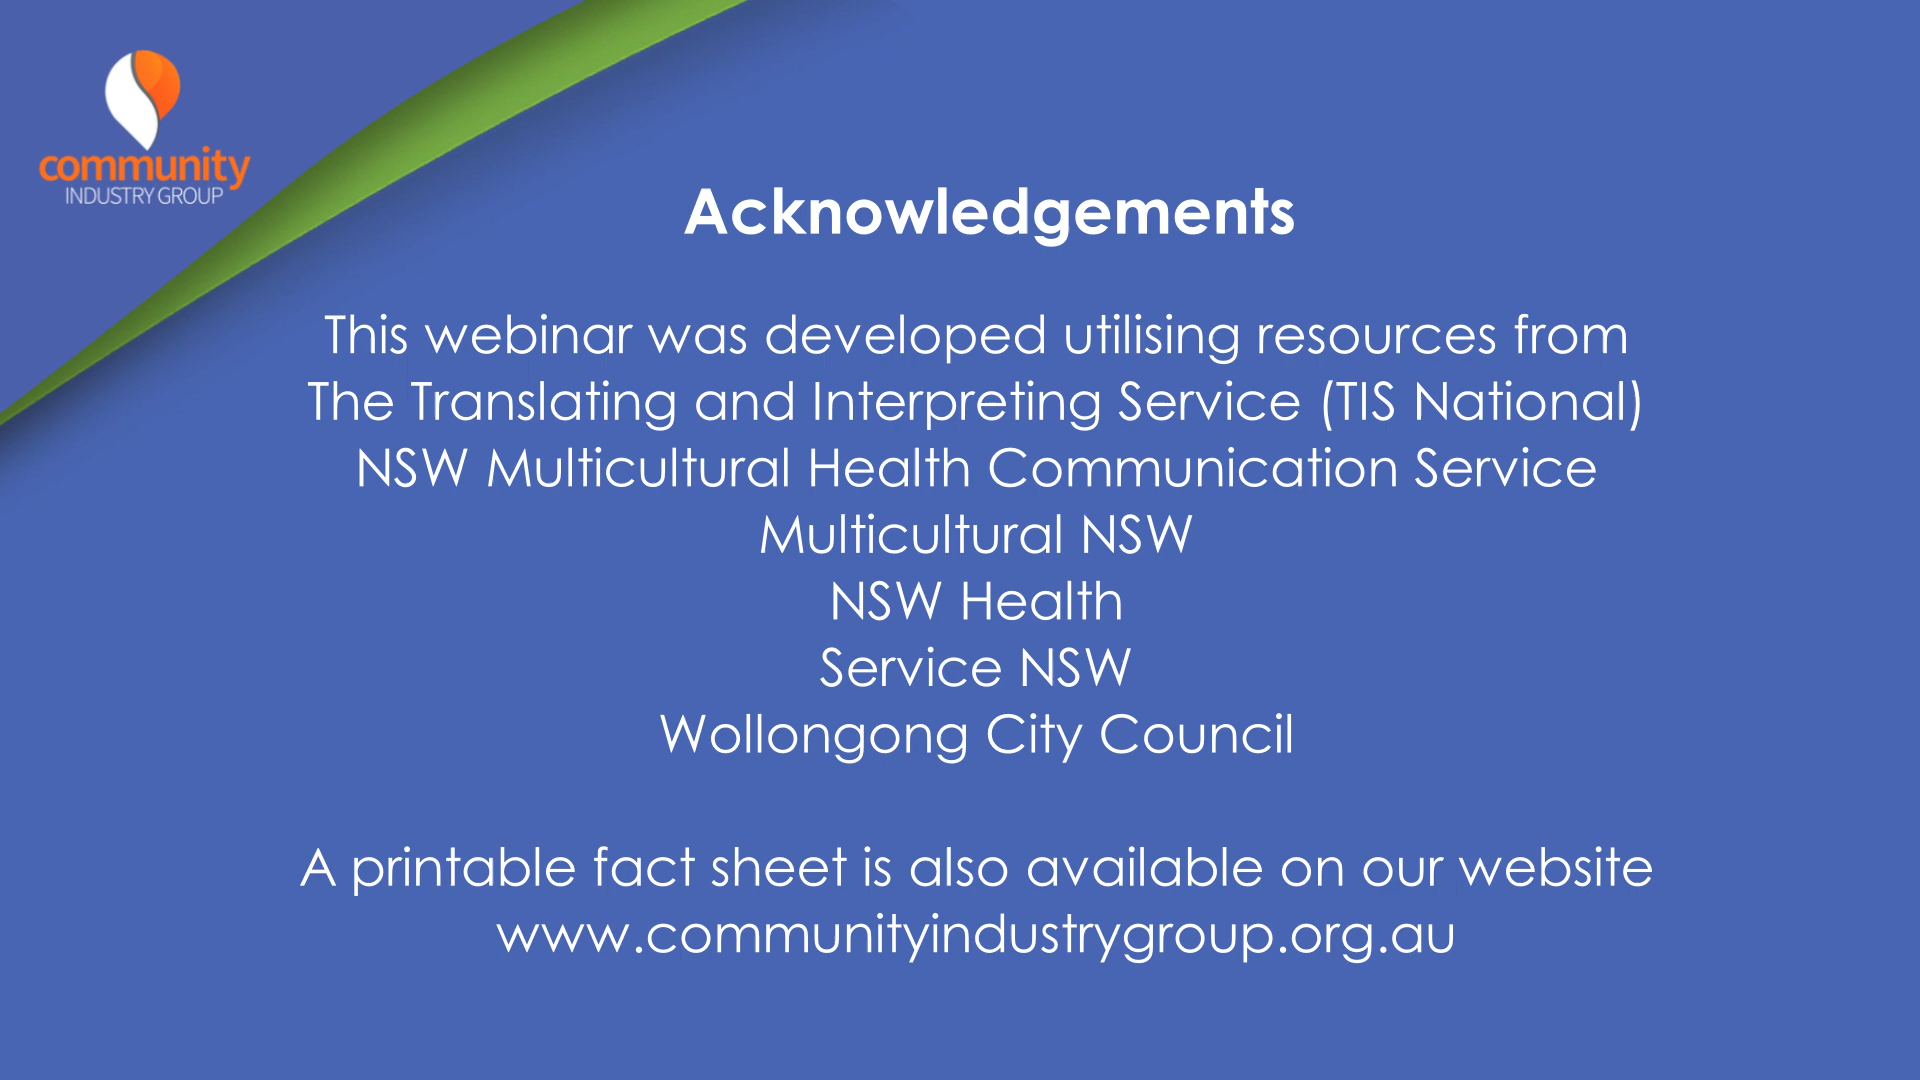 community
INDUSTRY GROUP
Acknowledgements
This webinar was developed utilising resources from
The Translating and Interpreting Service (TIS National)
NSW Multicultural Health Communication Service
Multicultural NSW
NSW Health
Service NSW
Wollongong City Council
A printable fact sheet is also available on our website
www.communityindustrygroup.org.au